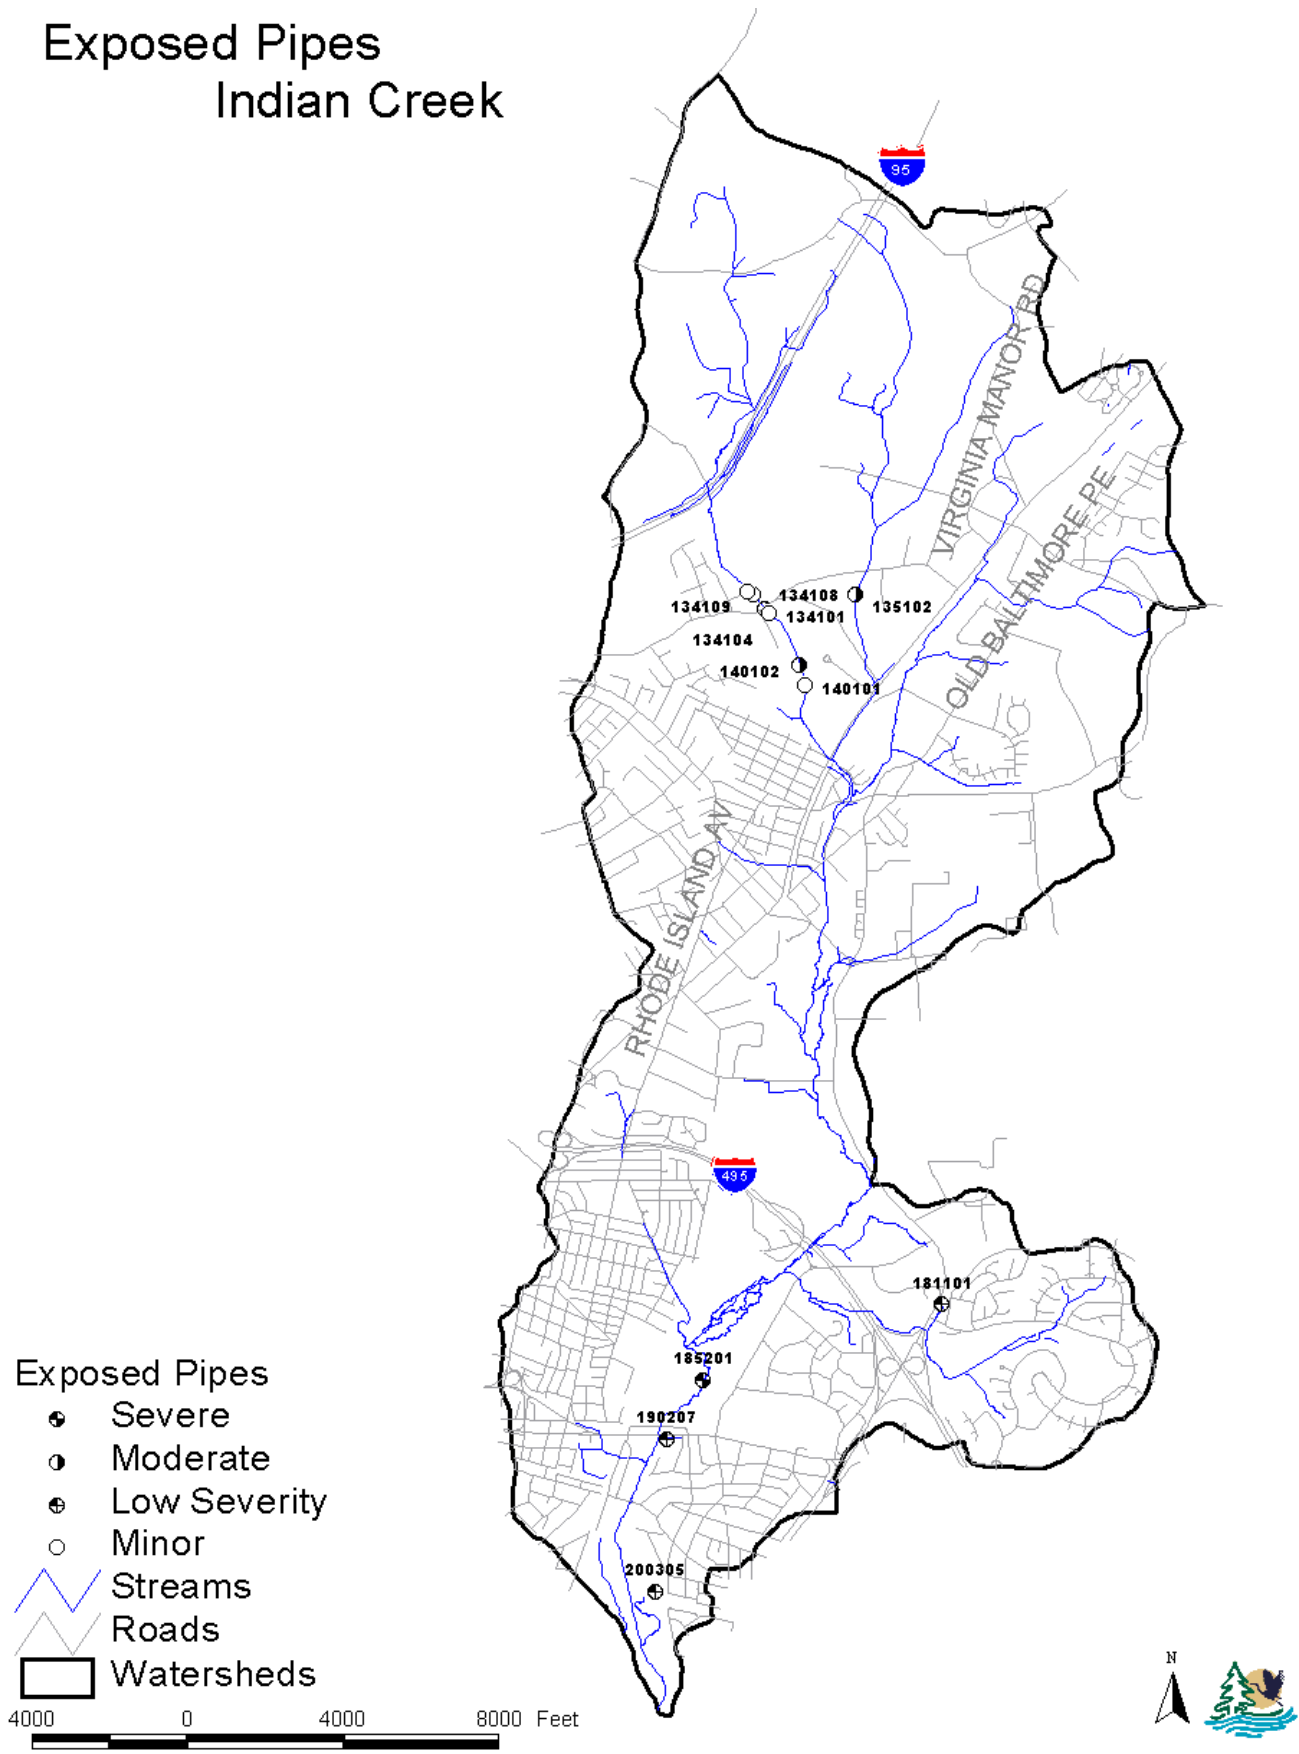 Exposed Pipes
Indian Creek
95
VIRGINIA MANOR RD
OLD BALTIMORE PE
134109
134108
135102
134101
134104
140102
140101
RHODE ISLAND AV
495
181101
185201
190207
200305
Exposed Pipes
Severe
Moderate
Low Severity
Minor
Streams
Roads
Watersheds
4000 0 4000 8000 Feet
N